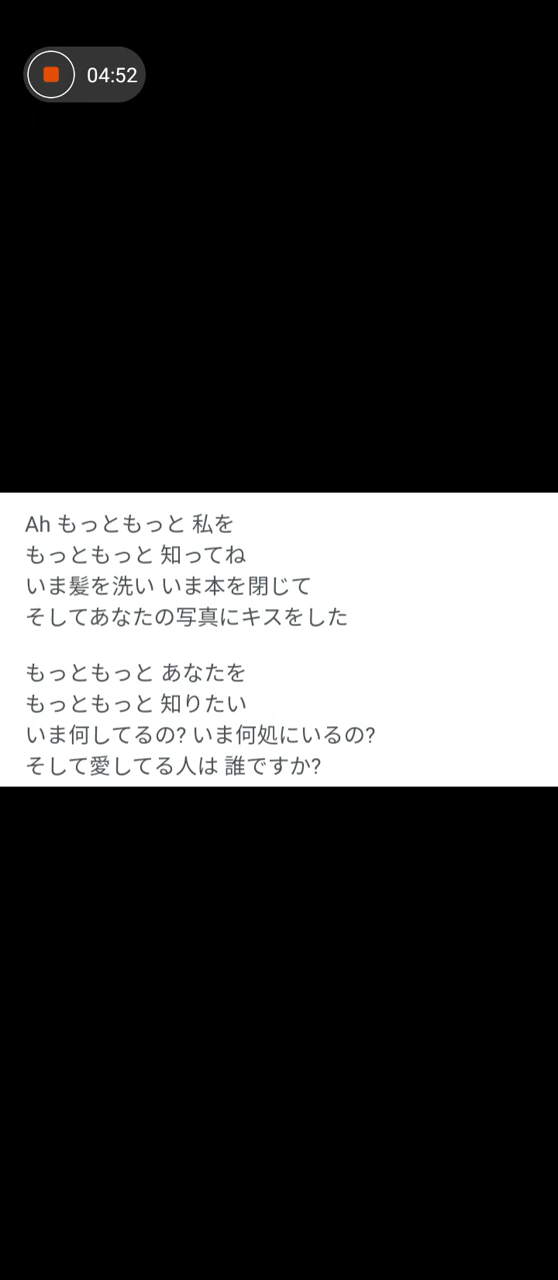 04:52
Ah もっともっと 私を
もっともっと 知ってね
いま髪を洗い いま本を閉じて
そしてあなたの写真にキスをした
もっともっと あなたを
もっともっと 知りたい
いま何してるの? いま何処にいるの?
そして愛してる人は 誰ですか?